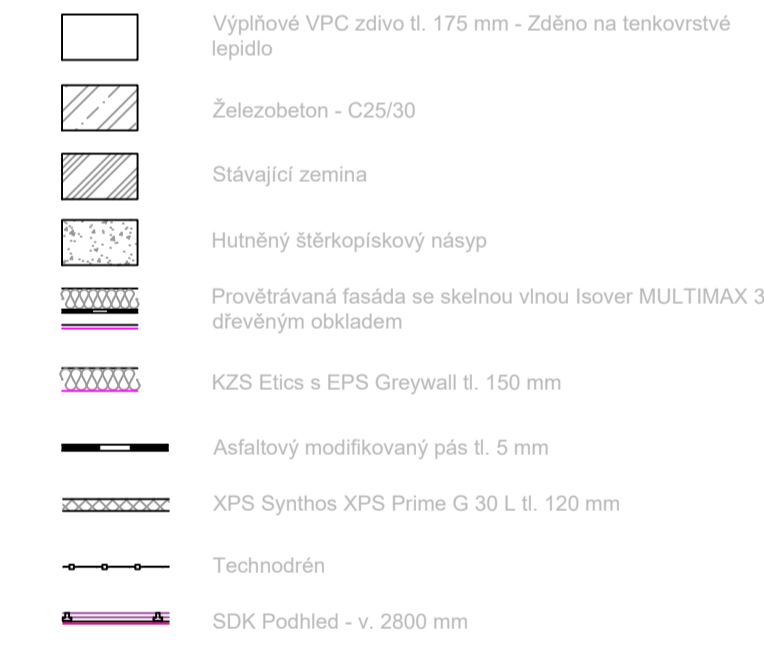 Výplňové VPC zdivo tl. 175 mm - Zděno na tenkovrstvé
lepidlo
Železobeton - C25/30
Stávající zemina
Hutněný štěrkopískový násyp
Provětrávaná fasáda se skelnou vlnou Isover MULTIMAX 3
dřevěným obkladem
KZS Etics s EPS Greywall tl. 150 mm
Asfaltový modifikovaný pás tl. 5 mm
XPS Synthos XPS Prime G 30 L tl. 120 mm
Technodrén
SDK Podhled - v. 2800 mm